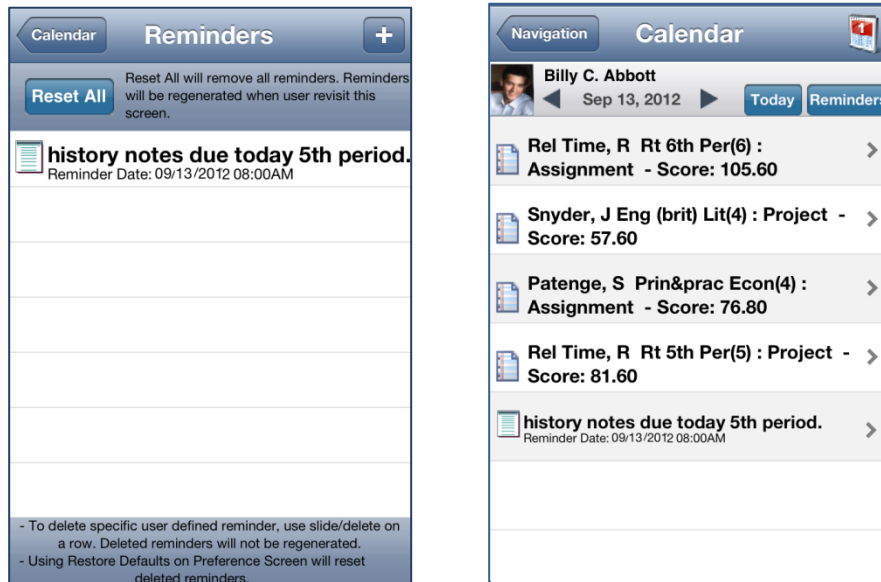 Calendar Reminders +
Reset All
Reset All will remove all reminders. Reminders
will be regenerated when user revisit this
screen.
history notes due today 5th period.
Reminder Date: 09/13/2012 08:00AM
- To delete specific user defined reminder, use slide/delete on
a row. Deleted reminders will not be regenerated.
- Using Restore Defaults on Preference Screen will reset
deleted reminders.
Navigation Calendar 1
Billy C. Abbott
Sep 13, 2012 Today Reminders
Rel Time, R Rt 6th Per(6) :
Assignment - Score: 105.60
Snyder, J Eng (brit) Lit(4) : Project -
Score: 57.60
Patenge, S Prin&prac Econ(4) :
Assignment - Score: 76.80
Rel Time, R Rt 5th Per(5) : Project -
Score: 81.60
history notes due today 5th period.
Reminder Date: 09/13/2012 08:00AM